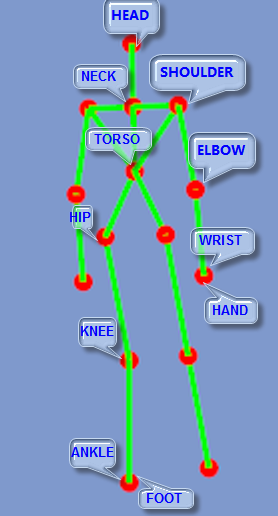 HEAD
NECK
SHOULDER
TORSO
ELBOW
HIP
WRIST
HAND
KNEE
ANKLE
FOOT